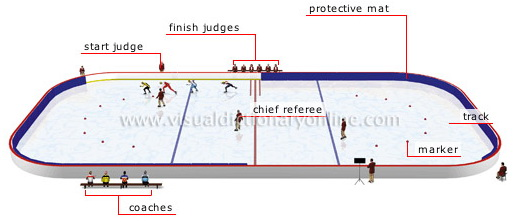 protective mat
finish judges
start judge
chief referee
www.visualdictionaryonline.com
track
marker
coaches